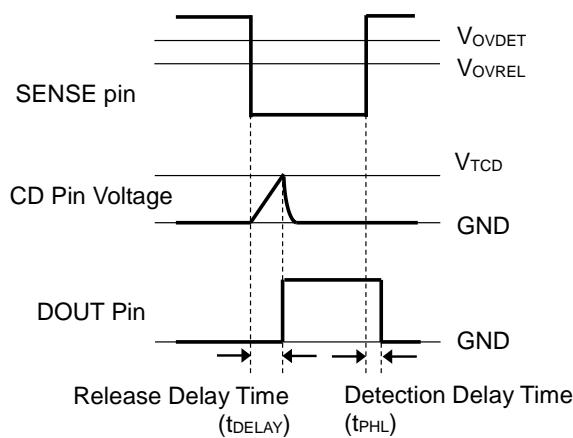 VOVDET
VOVREL
SENSE pin
VTCD
CD Pin Voltage
GND
DOUT Pin
GND
Release Delay Time
(tDELAY)
Detection Delay Time
(tPHL)